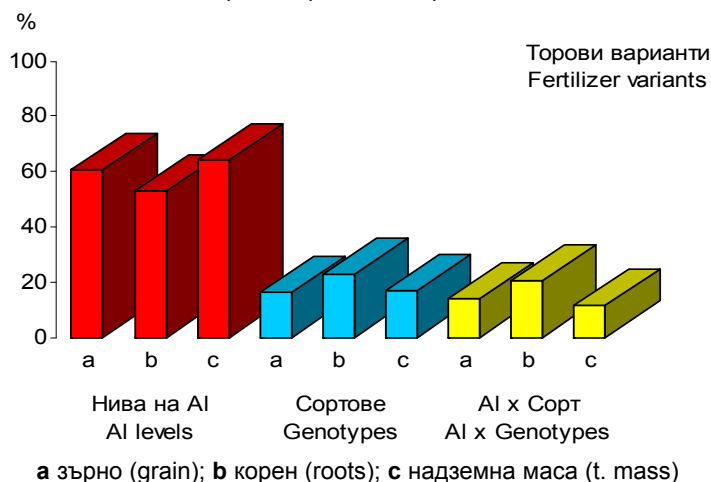 %
Торови варианти
Fertilizer variants
100
80
60
40
20
0
a b c a b c a b c
Нива на Al Сортове Al x Сорт
Al levels Genotypes Al x Genotypes
a зърно (grain); b корен (roots); c надземна маса (t. mass)